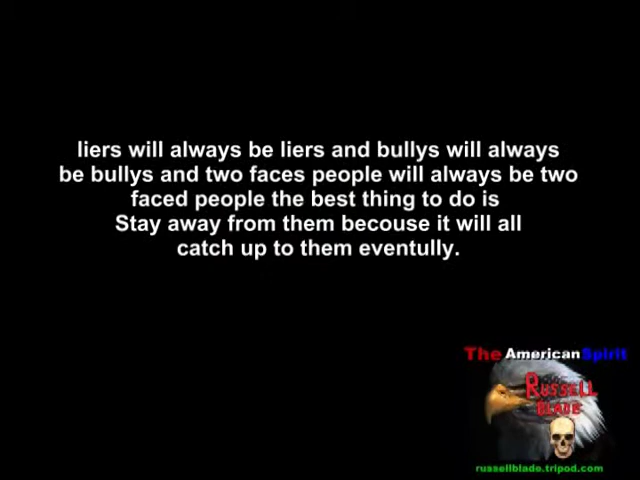 liers will always be liers and bullys will always
be bullys and two faces people will always be two
faced people the best thing to do is
Stay away from them becouse it will all
catch up to them eventully.
The American Spirit
RUSSELL
BLADE
russellblade.tripod.com